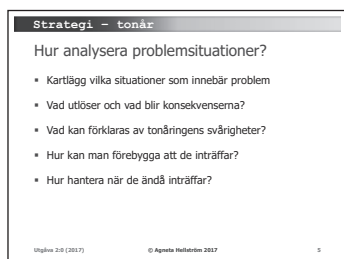 Strategi – tonår
Hur analysera problemsituationer?
▪ Kartlägg vilka situationer som innebär problem
▪ Vad utlöser och vad blir konsekvenserna?
▪ Vad kan förklaras av tonåringens svårigheter?
▪ Hur kan man förebygga att de inträffar?
▪ Hur hantera när de ändå inträffar?
Utgåva 2:0 (2017) © Agneta Hellström 2017 5